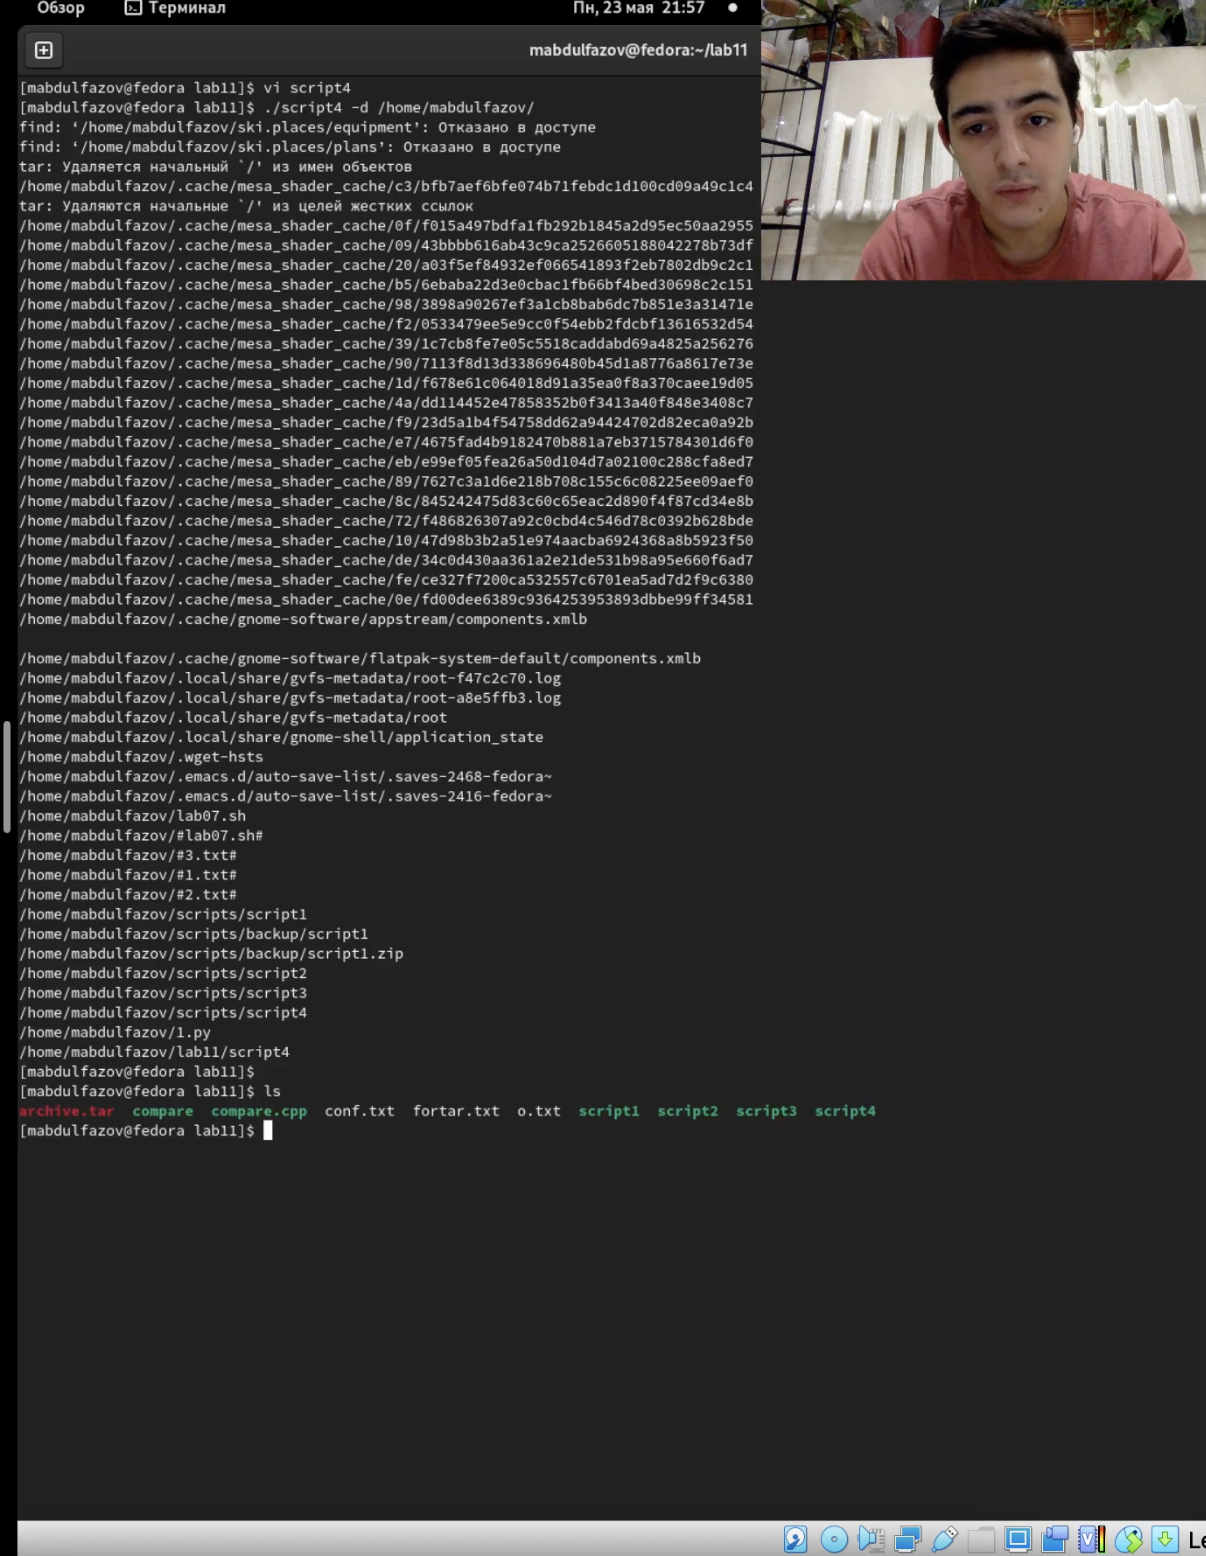 Обзор Терминал Пн, 23 мая 21:57
mabdulfazov@fedora:~/lab11
[mabdulfazov@fedora lab11]$ vi script4
[mabdulfazov@fedora lab11]$ ./script4 -d /home/mabdulfazov/
find: ‘/home/mabdulfazov/ski.places/equipment’: Отказано в доступе
find: ‘/home/mabdulfazov/ski.places/plans’: Отказано в доступе
tar: Удаляется начальный `/' из имен объектов
/home/mabdulfazov/.cache/mesa_shader_cache/c3/bfb7aef6bfe074b71febdc1d100cd09a49c1c4
tar: Удаляются начальные `/' из целей жестких ссылок
/home/mabdulfazov/.cache/mesa_shader_cache/0f/f015a497bdfa1fb292b1845a2d95ec50aa2955
/home/mabdulfazov/.cache/mesa_shader_cache/09/43bbbb616ab43c9ca2526605188042278b73df
/home/mabdulfazov/.cache/mesa_shader_cache/20/a03f5ef84932ef066541893f2eb7802db9c2c1
/home/mabdulfazov/.cache/mesa_shader_cache/b5/6ebaba22d3e0cbac1fb66bf4bed30698c2c151
/home/mabdulfazov/.cache/mesa_shader_cache/98/3898a90267ef3a1cb8bab6dc7b851e3a31471e
/home/mabdulfazov/.cache/mesa_shader_cache/f2/0533479ee5e9cc0f54ebb2fdcbf13616532d54
/home/mabdulfazov/.cache/mesa_shader_cache/39/1c7cb8fe7e05c5518caddabd69a4825a256276
/home/mabdulfazov/.cache/mesa_shader_cache/90/7113f8d13d338696480b45d1a8776a8617e73e
/home/mabdulfazov/.cache/mesa_shader_cache/1d/f678e61c064018d91a35ea0f8a370caee19d05
/home/mabdulfazov/.cache/mesa_shader_cache/4a/dd114452e47858352b0f3413a40f848e3408c7
/home/mabdulfazov/.cache/mesa_shader_cache/f9/23d5a1b4f54758dd62a94424702d82eca0a92b
/home/mabdulfazov/.cache/mesa_shader_cache/e7/4675fad4b9182470b881a7eb3715784301d6f0
/home/mabdulfazov/.cache/mesa_shader_cache/eb/e99ef05fea26a50d104d7a02100c288cfa8ed7
/home/mabdulfazov/.cache/mesa_shader_cache/89/7627c3a1d6e218b708c155c6c08225ee09aef0
/home/mabdulfazov/.cache/mesa_shader_cache/8c/845242475d83c60c65eac2d890f4f87cd34e8b
/home/mabdulfazov/.cache/mesa_shader_cache/72/f486826307a92c0cbd4c546d78c0392b628bde
/home/mabdulfazov/.cache/mesa_shader_cache/10/47d98b3b2a51e974aacba6924368a8b5923f50
/home/mabdulfazov/.cache/mesa_shader_cache/de/34c0d430aa361a2e21de531b98a95e660f6ad7
/home/mabdulfazov/.cache/mesa_shader_cache/fe/ce327f7200ca532557c6701ea5ad7d2f9c6380
/home/mabdulfazov/.cache/mesa_shader_cache/0e/fd00dee6389c9364253953893dbbe99ff34581
/home/mabdulfazov/.cache/gnome-software/appstream/components.xmlb
/home/mabdulfazov/.cache/gnome-software/flatpak-system-default/components.xmlb
/home/mabdulfazov/.local/share/gvfs-metadata/root-f47c2c70.log
/home/mabdulfazov/.local/share/gvfs-metadata/root-a8e5ffb3.log
/home/mabdulfazov/.local/share/gvfs-metadata/root
/home/mabdulfazov/.local/share/gnome-shell/application_state
/home/mabdulfazov/.wget-hsts
/home/mabdulfazov/.emacs.d/auto-save-list/.saves-2468-fedora~
/home/mabdulfazov/.emacs.d/auto-save-list/.saves-2416-fedora~
/home/mabdulfazov/lab07.sh
/home/mabdulfazov/#lab07.sh#
/home/mabdulfazov/#3.txt#
/home/mabdulfazov/#1.txt#
/home/mabdulfazov/#2.txt#
/home/mabdulfazov/scripts/script1
/home/mabdulfazov/scripts/backup/script1
/home/mabdulfazov/scripts/backup/script1.zip
/home/mabdulfazov/scripts/script2
/home/mabdulfazov/scripts/script3
/home/mabdulfazov/scripts/script4
/home/mabdulfazov/1.py
/home/mabdulfazov/lab11/script4
[mabdulfazov@fedora lab11]$
[mabdulfazov@fedora lab11]$ ls
archive.tar compare compare.cpp conf.txt fortar.txt o.txt script1 script2 script3 script4
[mabdulfazov@fedora lab11]$